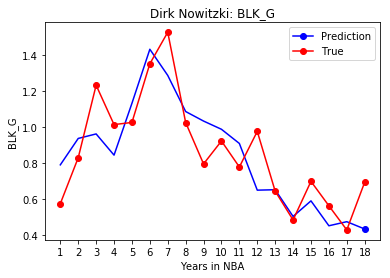 Dirk Nowitzki: BLK_G
Prediction
True
1.4
1.2
1.0
0.8
0.6
0.4
BLK_G
1 2 3 4 5 6 7 8 9 10 11 12 13 14 15 16 17 18
Years in NBA